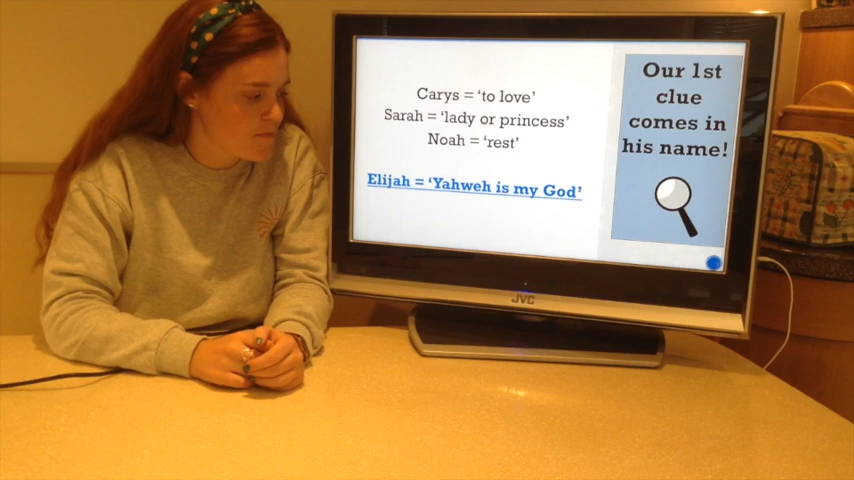 Carys = ‘to love’
Sarah = ‘lady or princess’
Noah = ‘rest’
Elijah = ‘Yahweh is my God’
Our 1st
clue
comes in
his name!
JVC